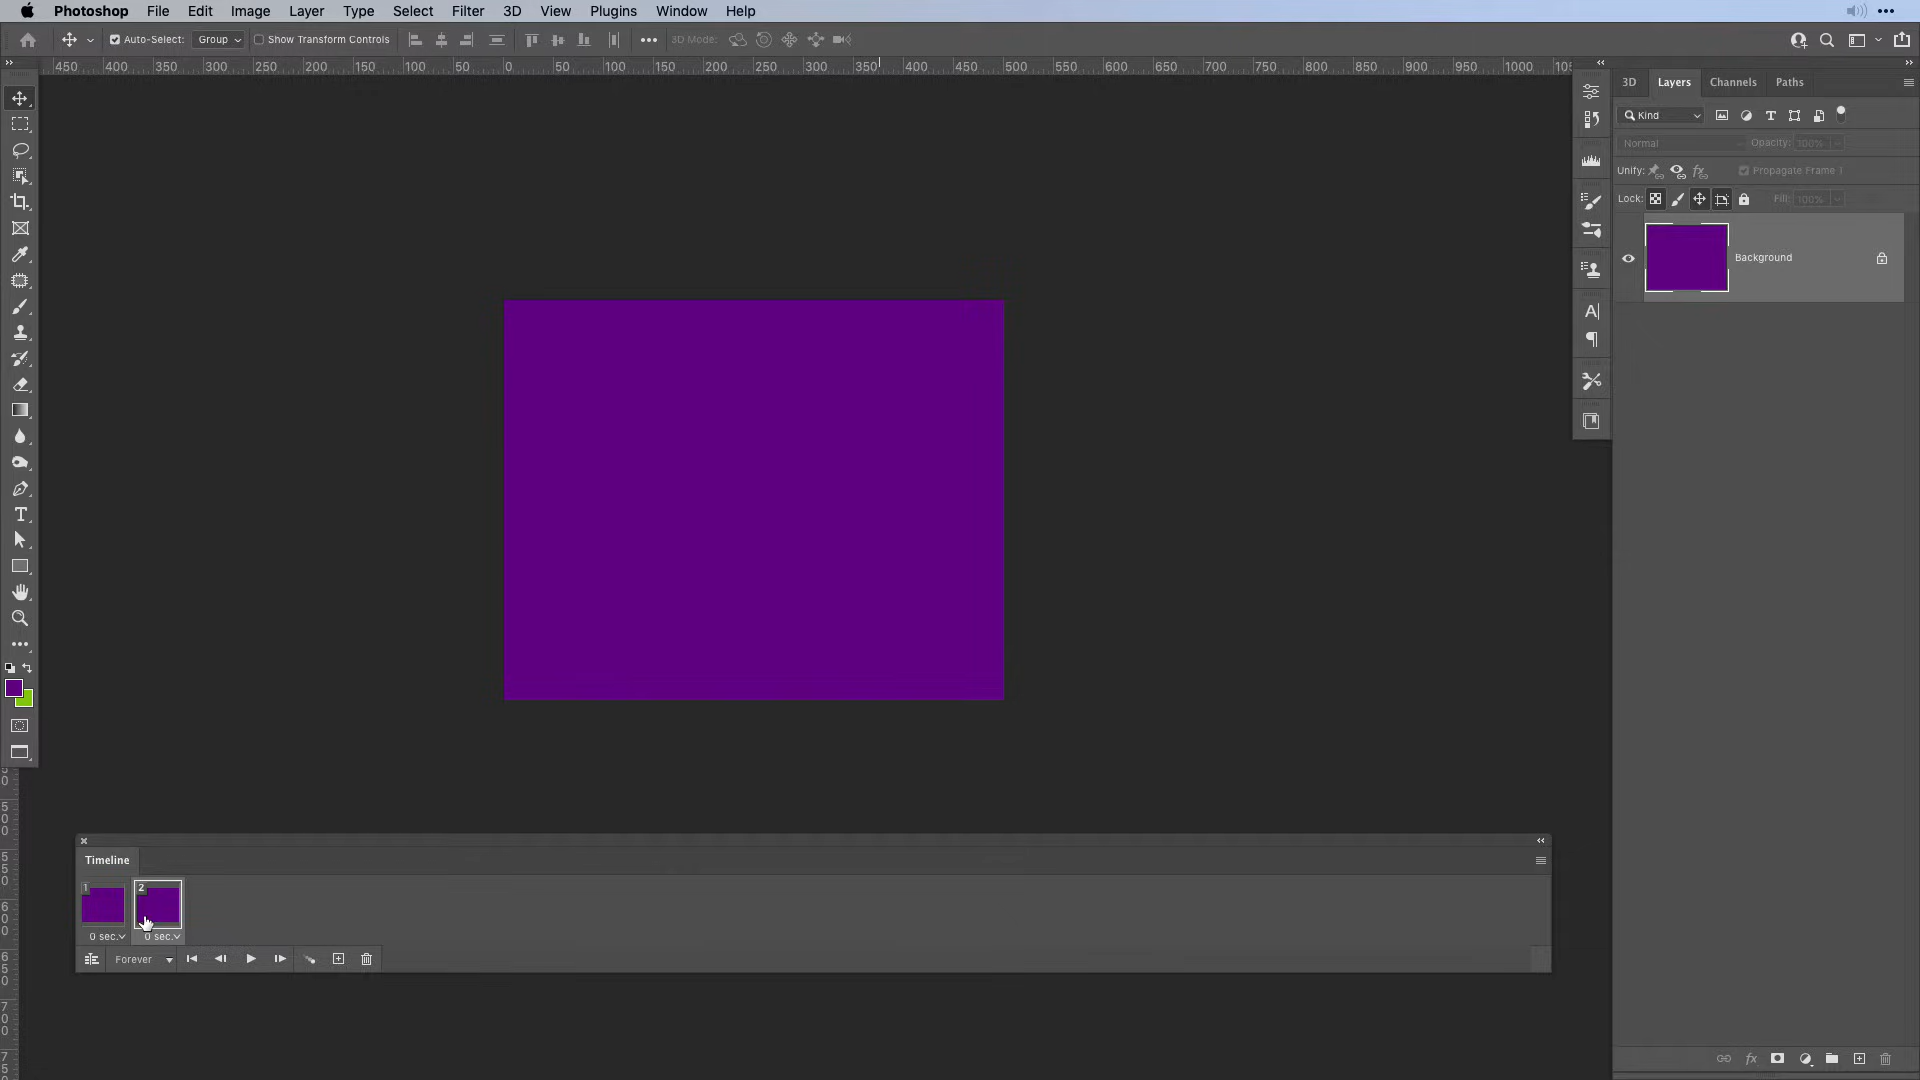 Photoshop File Edit Image Layer Type Select Filter 3D View Plugins Window Help
Auto-Select: Group Show Transform Controls 3D Mode:
450 400 350 300 250 200 150 100 50 0 50 100 150 200 250 300 350 400 450 500 550 600 650 700 750 800 850 900 950 1000
3D Layers Channels Paths
Kind
Normal Opacity: 100%
Unify: Propagate Frame 1
Lock: Fill: 100%
Background
Timeline
1 2
0 sec. 0 sec.
Forever